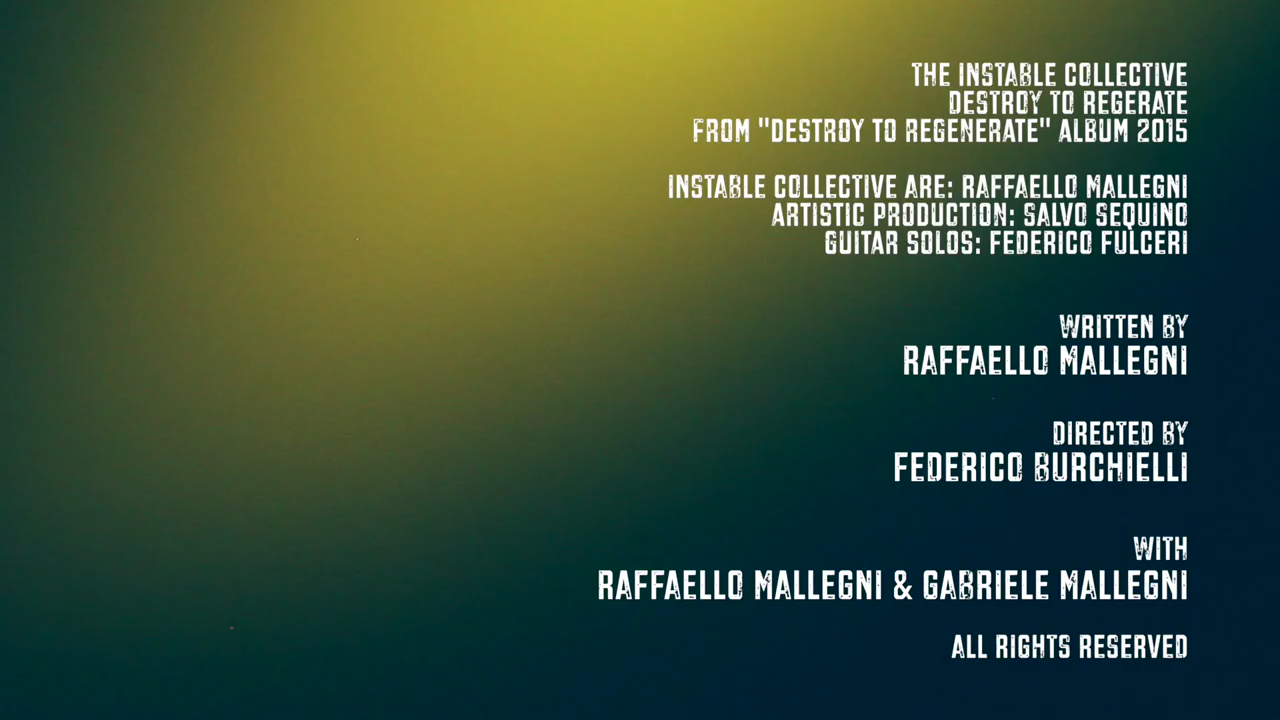 THE INSTABLE COLLECTIVE
DESTROY TO REGERATE
FROM "DESTROY TO REGENERATE" ALBUM 2015
INSTABLE COLLECTIVE ARE: RAFFAELLO MALLEGNI
ARTISTIC PRODUCTION: SALVO SEQUINO
GUITAR SOLOS: FEDERICO FULCERI
WRITTEN BY
RAFFAELLO MALLEGNI
DIRECTED BY
FEDERICO BURCHIELLI
WITH
RAFFAELLO MALLEGNI & GABRIELE MALLEGNI
ALL RIGHTS RESERVED